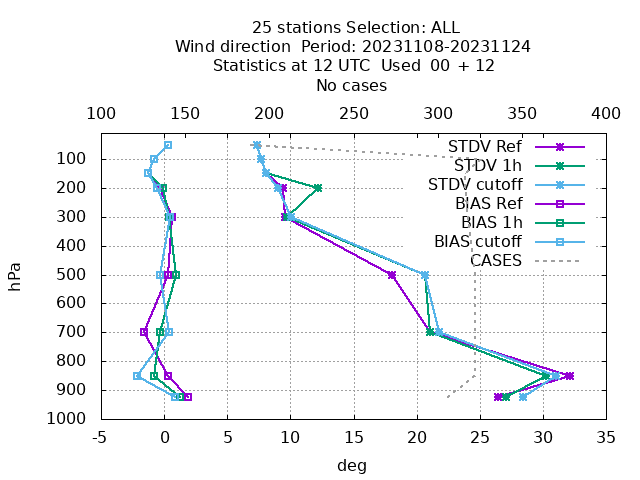 25 stations Selection: ALL
Wind direction  Period: 20231108-20231124
Statistics at 12 UTC  Used  00 + 12
No cases
100 150 200 250 300 350 400
STDV Ref
STDV 1h
STDV cutoff
BIAS Ref
BIAS 1h
BIAS cutoff
CASES
hPa
100
200
300
400
500
600
700
800
900
1000
-5 0 5 10 15 20 25 30 35
deg